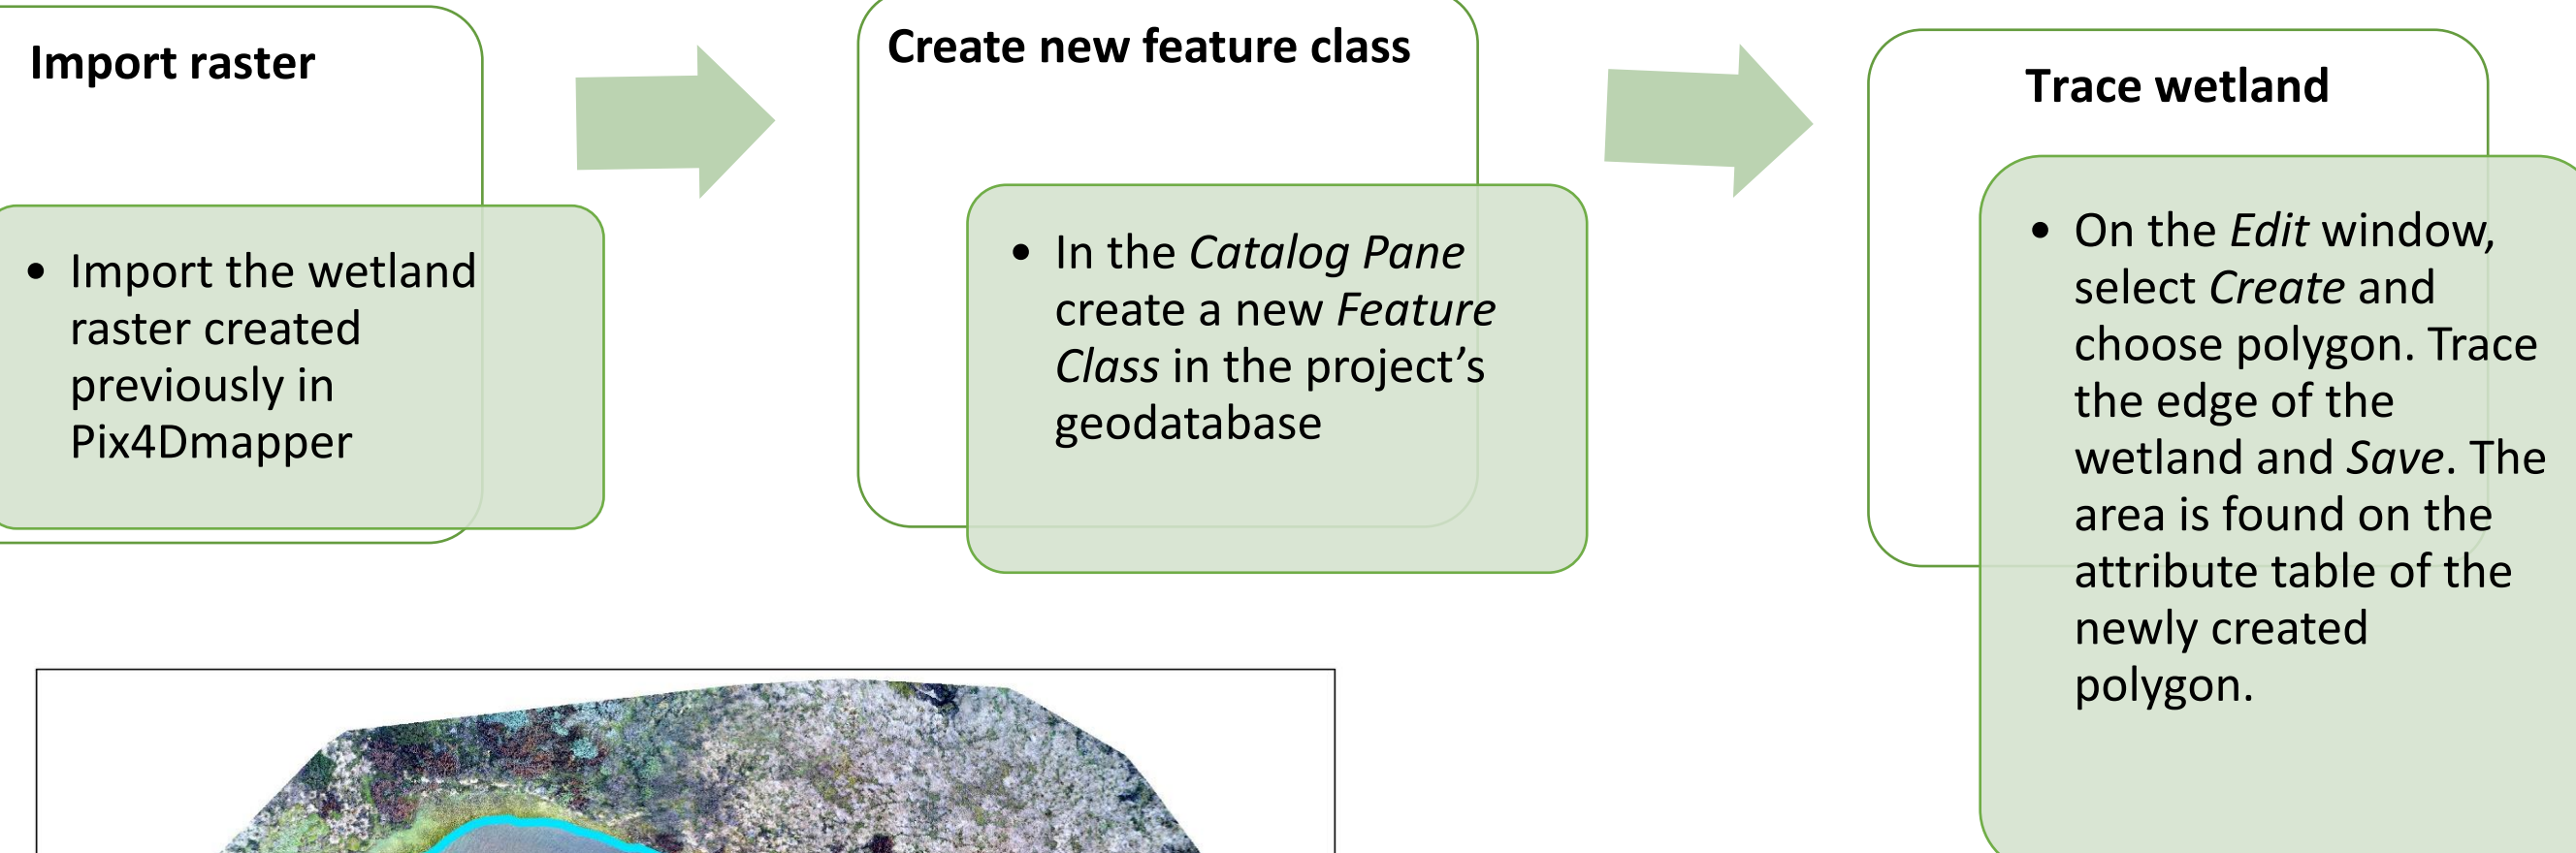 Import raster
• Import the wetland
raster created
previously in
Pix4Dmapper
Create new feature class
• In the Catalog Pane
create a new Feature
Class in the project’s
geodatabase
Trace wetland
• On the Edit window,
select Create and
choose polygon. Trace
the edge of the
wetland and Save. The
area is found on the
attribute table of the
newly created
polygon.